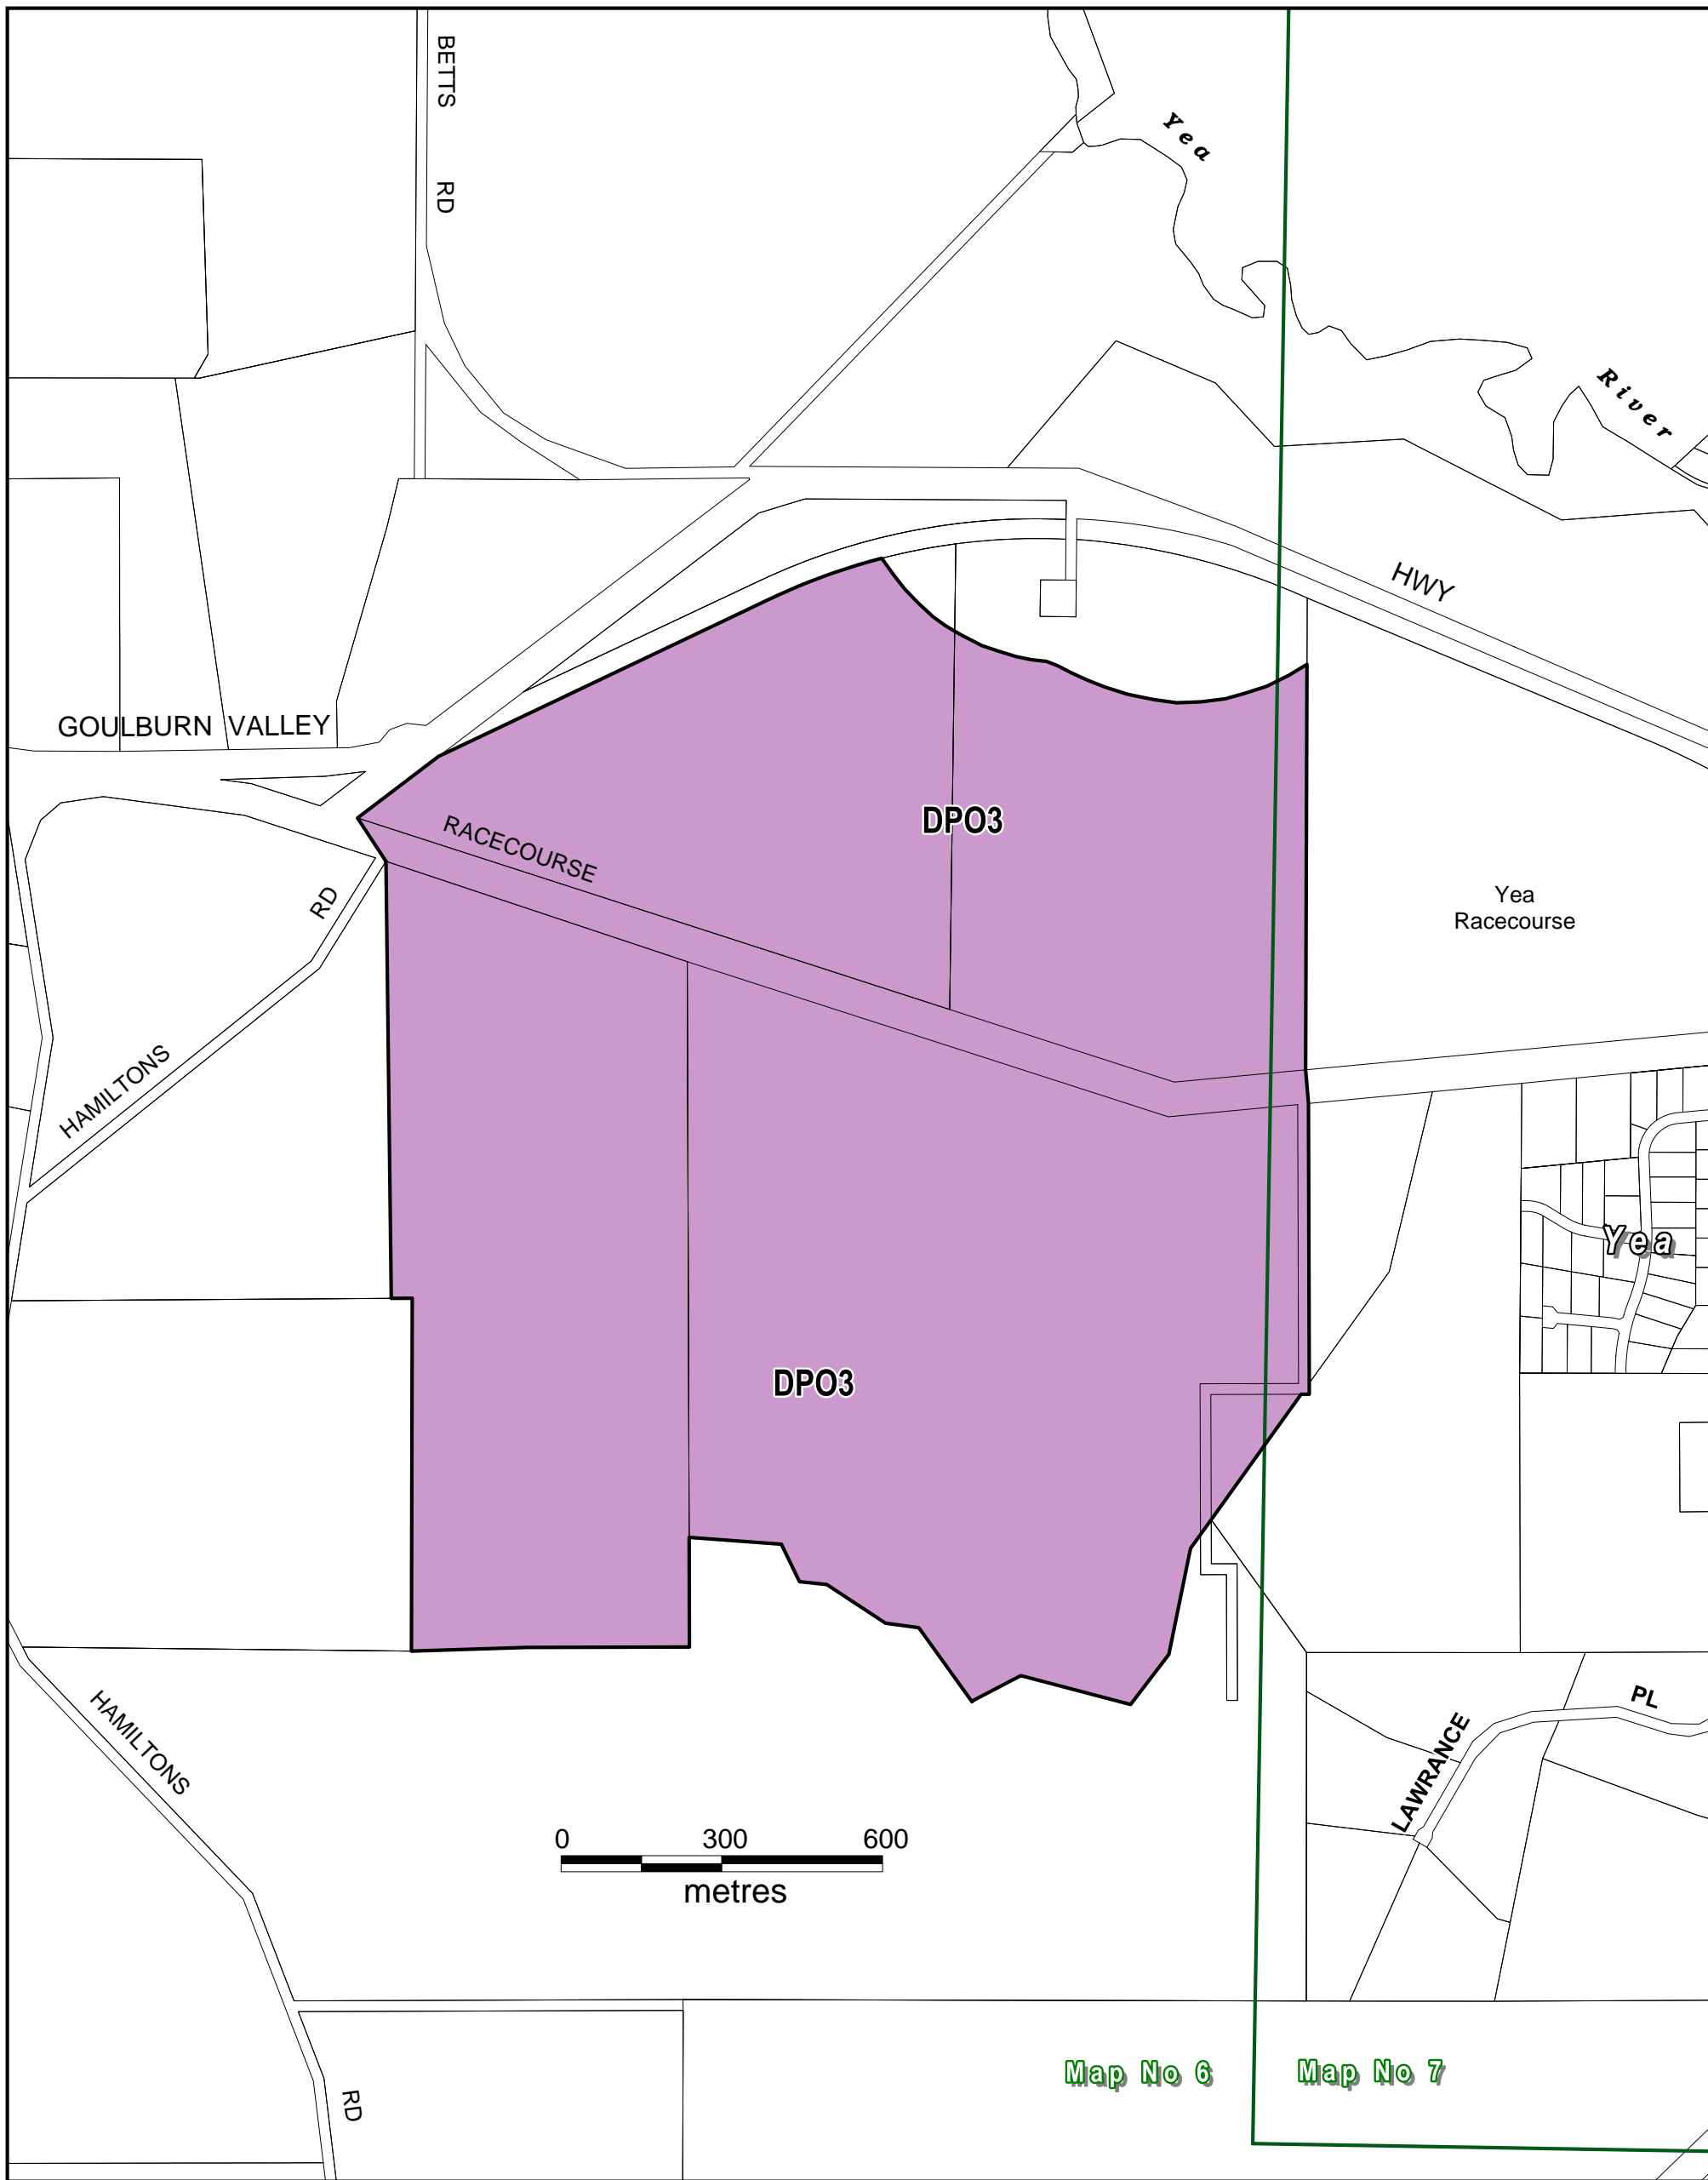 BETTS RD
Yea
River
HWY
GOULBURN VALLEY
RACECOURSE
DPO3
RD
Yea
Racecourse
HAMILTONS
Yea
DPO3
HAMILTONS
PL
LAWRANCE
0 300 600
metres
Map No 6
Map No 7
RD